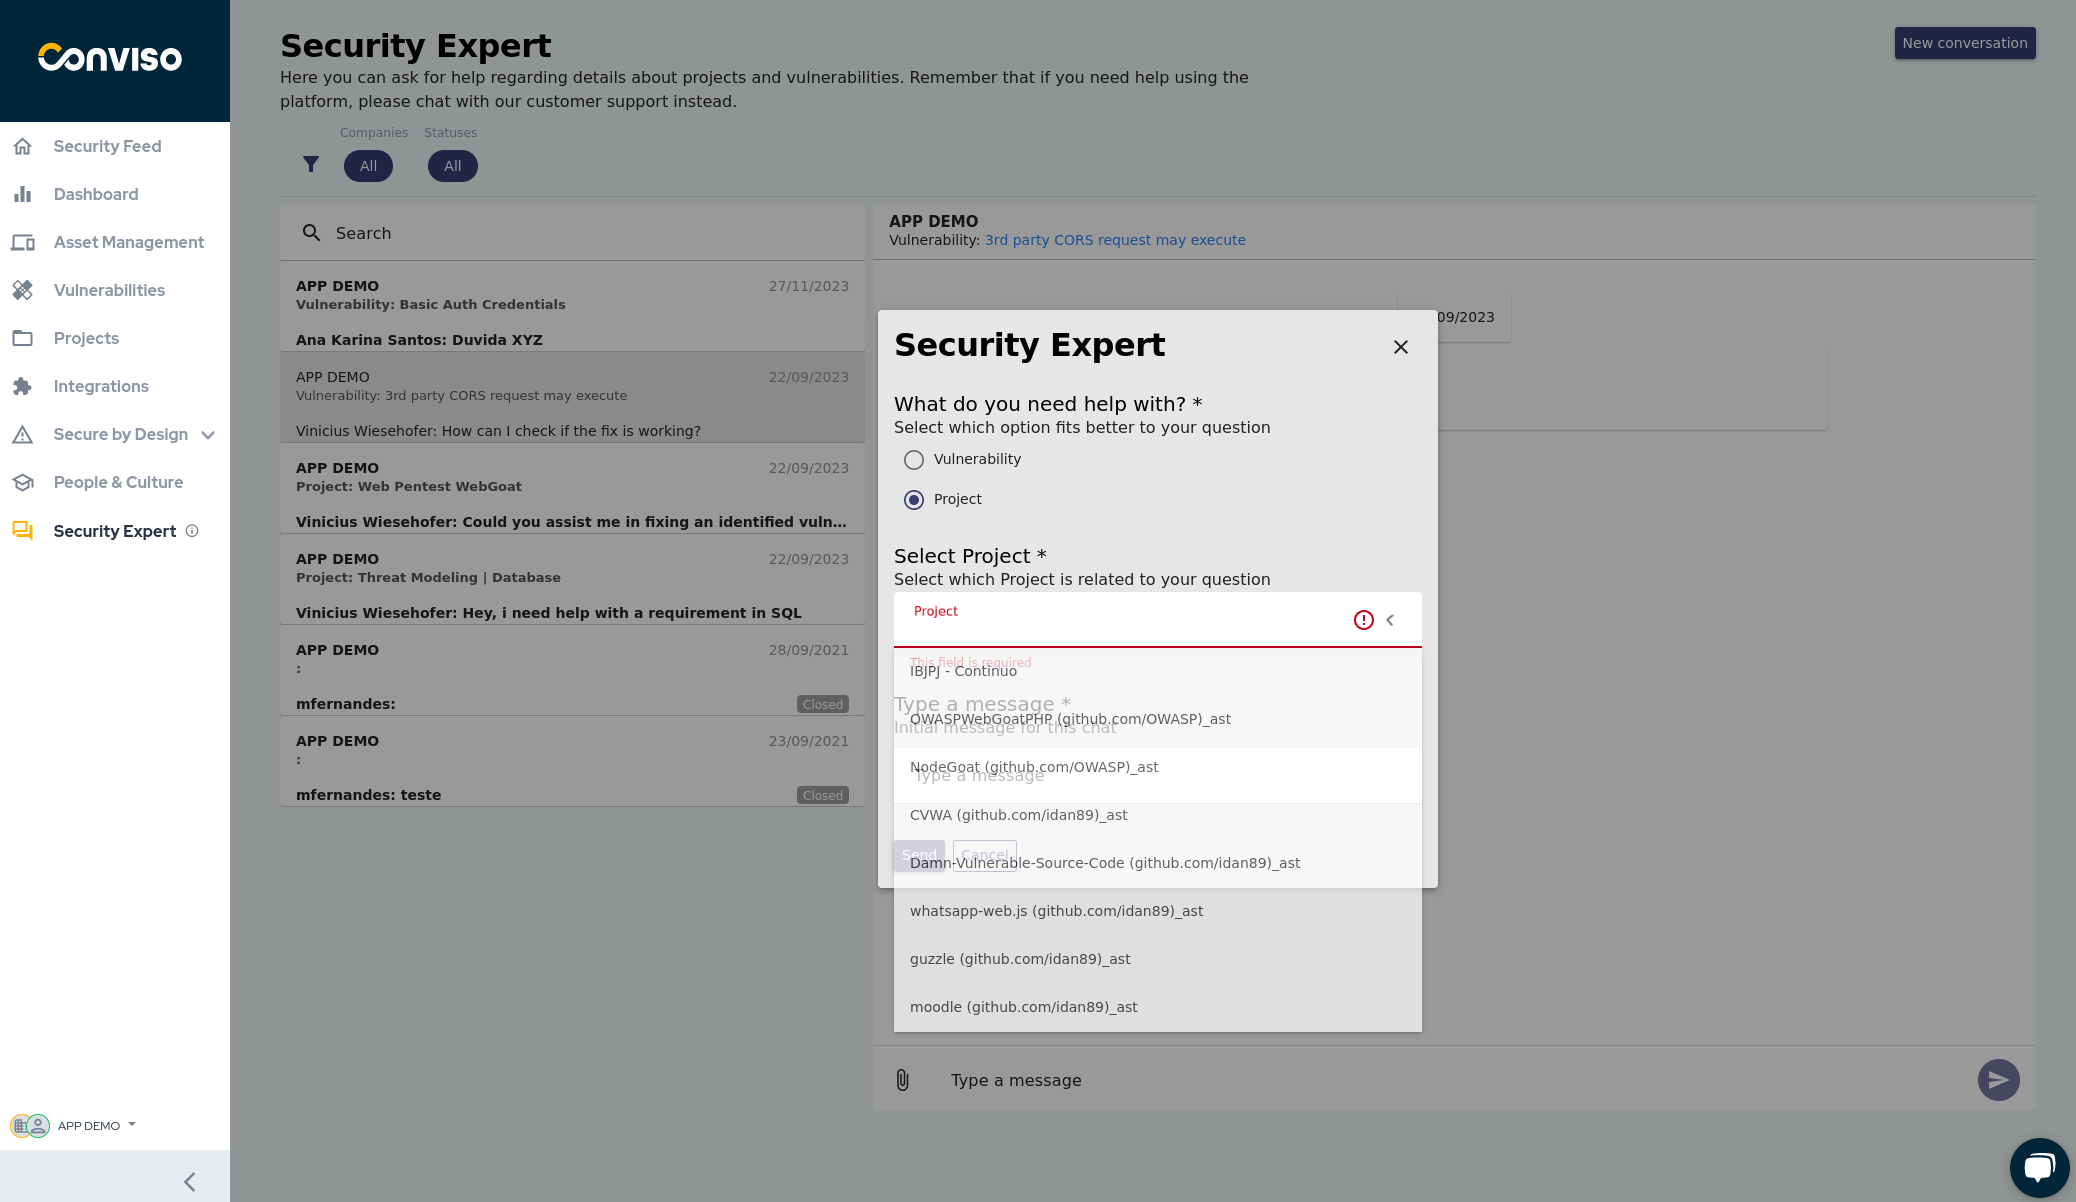 Conviso
Security Feed
Dashboard
Asset Management
Vulnerabilities
Projects
Integrations
Secure by Design
People & Culture
Security Expert
APP DEMO
Security Expert
Here you can ask for help regarding details about projects and vulnerabilities. Remember that if you need help using the
platform, please chat with our customer support instead.
New conversation
Companies
Statuses
All
All
Search
APP DEMO
27/11/2023
Vulnerability: Basic Auth Credentials
Ana Karina Santos: Duvida XYZ
APP DEMO
22/09/2023
Vulnerability: 3rd party CORS request may execute
Vinicius Wiesehofer: How can I check if the fix is working?
APP DEMO
22/09/2023
Project: Web Pentest WebGoat
Vinicius Wiesehofer: Could you assist me in fixing an identified vuln...
APP DEMO
22/09/2023
Project: Threat Modeling | Database
Vinicius Wiesehofer: Hey, i need help with a requirement in SQL
APP DEMO
28/09/2021
:
mfernandes:
Closed
APP DEMO
23/09/2021
:
mfernandes: teste
Closed
APP DEMO
Vulnerability: 3rd party CORS request may execute
09/2023
Security Expert
What do you need help with? *
Select which option fits better to your question
Vulnerability
Project
Select Project *
Select which Project is related to your question
Project
This field is required
IBJPJ - Continuo
Type a message *
OWASPWebGoatPHP (github.com/OWASP)_ast
Initial message for this chat
NodeGoat (github.com/OWASP)_ast
Type a message
CVWA (github.com/idan89)_ast
Send
Cancel
Damn-Vulnerable-Source-Code (github.com/idan89)_ast
whatsapp-web.js (github.com/idan89)_ast
guzzle (github.com/idan89)_ast
moodle (github.com/idan89)_ast
Type a message